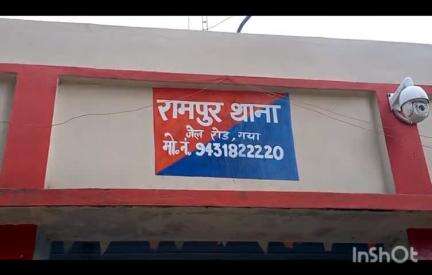 रामपुर थाना
जेल रोड, गया
मो. नं. 9431822220
InShOt